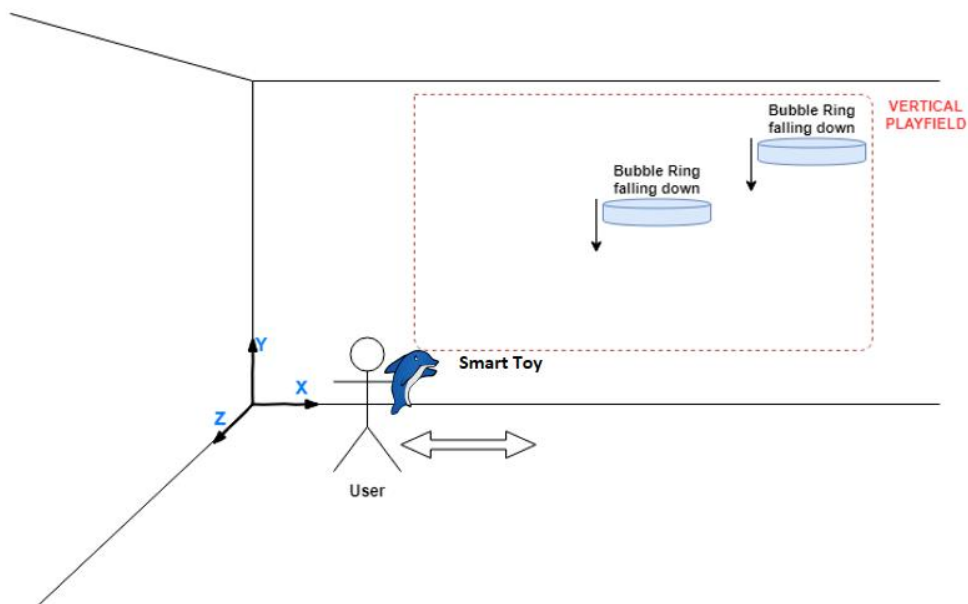 Bubble Ring
falling down
VERTICAL
PLAYFIELD
Bubble Ring
falling down
Y
X
Z
Smart Toy
User